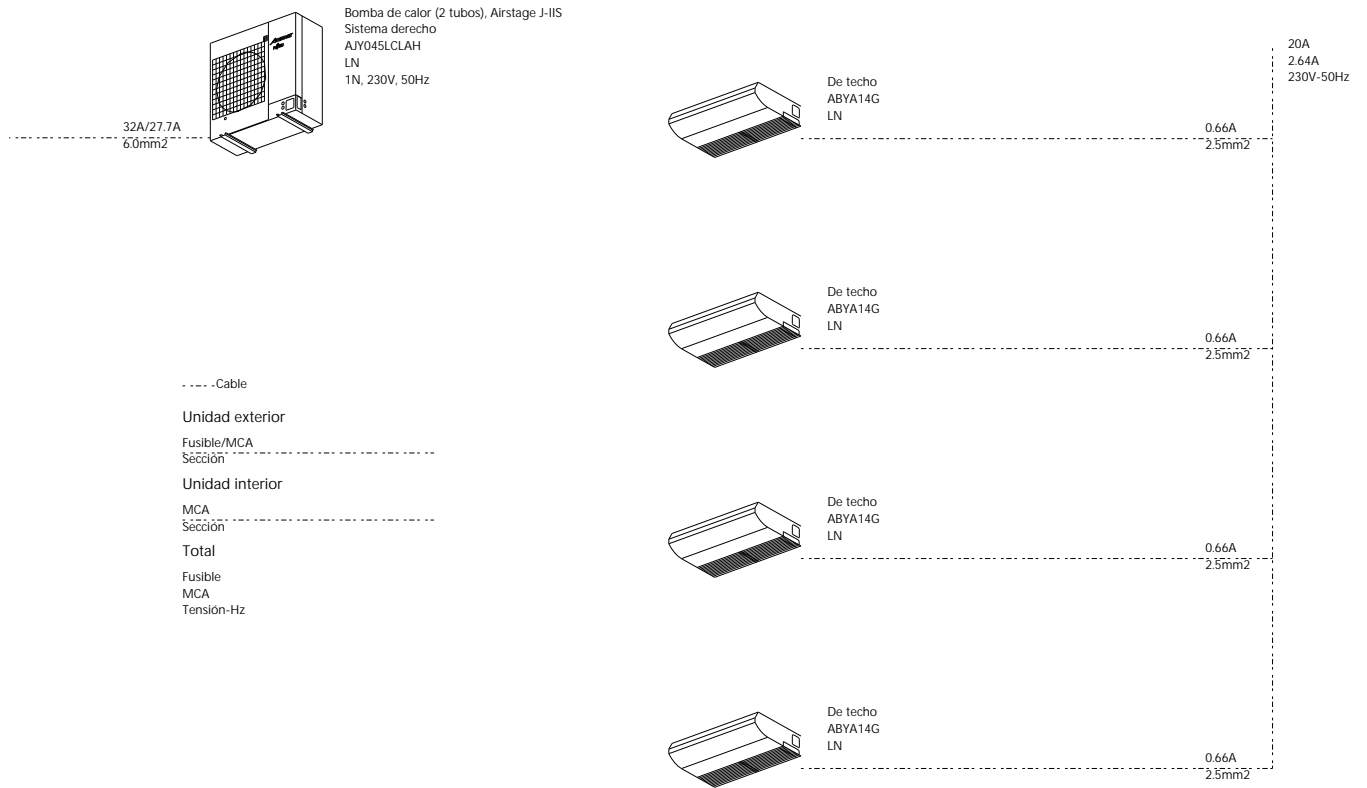 Bomba de calor (2 tubos), Airstage J-IIS
Sistema derecho
AJY045LCLAH
LN
1N, 230V, 50Hz
32A/27.7A
6.0mm2
20A
2.64A
230V-50Hz
De techo
ABYA14G
LN
0.66A
2.5mm2
De techo
ABYA14G
LN
0.66A
2.5mm2
Cable
Unidad exterior
Fusible/MCA
Sección
Unidad interior
MCA
Sección
Total
Fusible
MCA
Tensión-Hz
De techo
ABYA14G
LN
0.66A
2.5mm2
De techo
ABYA14G
LN
0.66A
2.5mm2